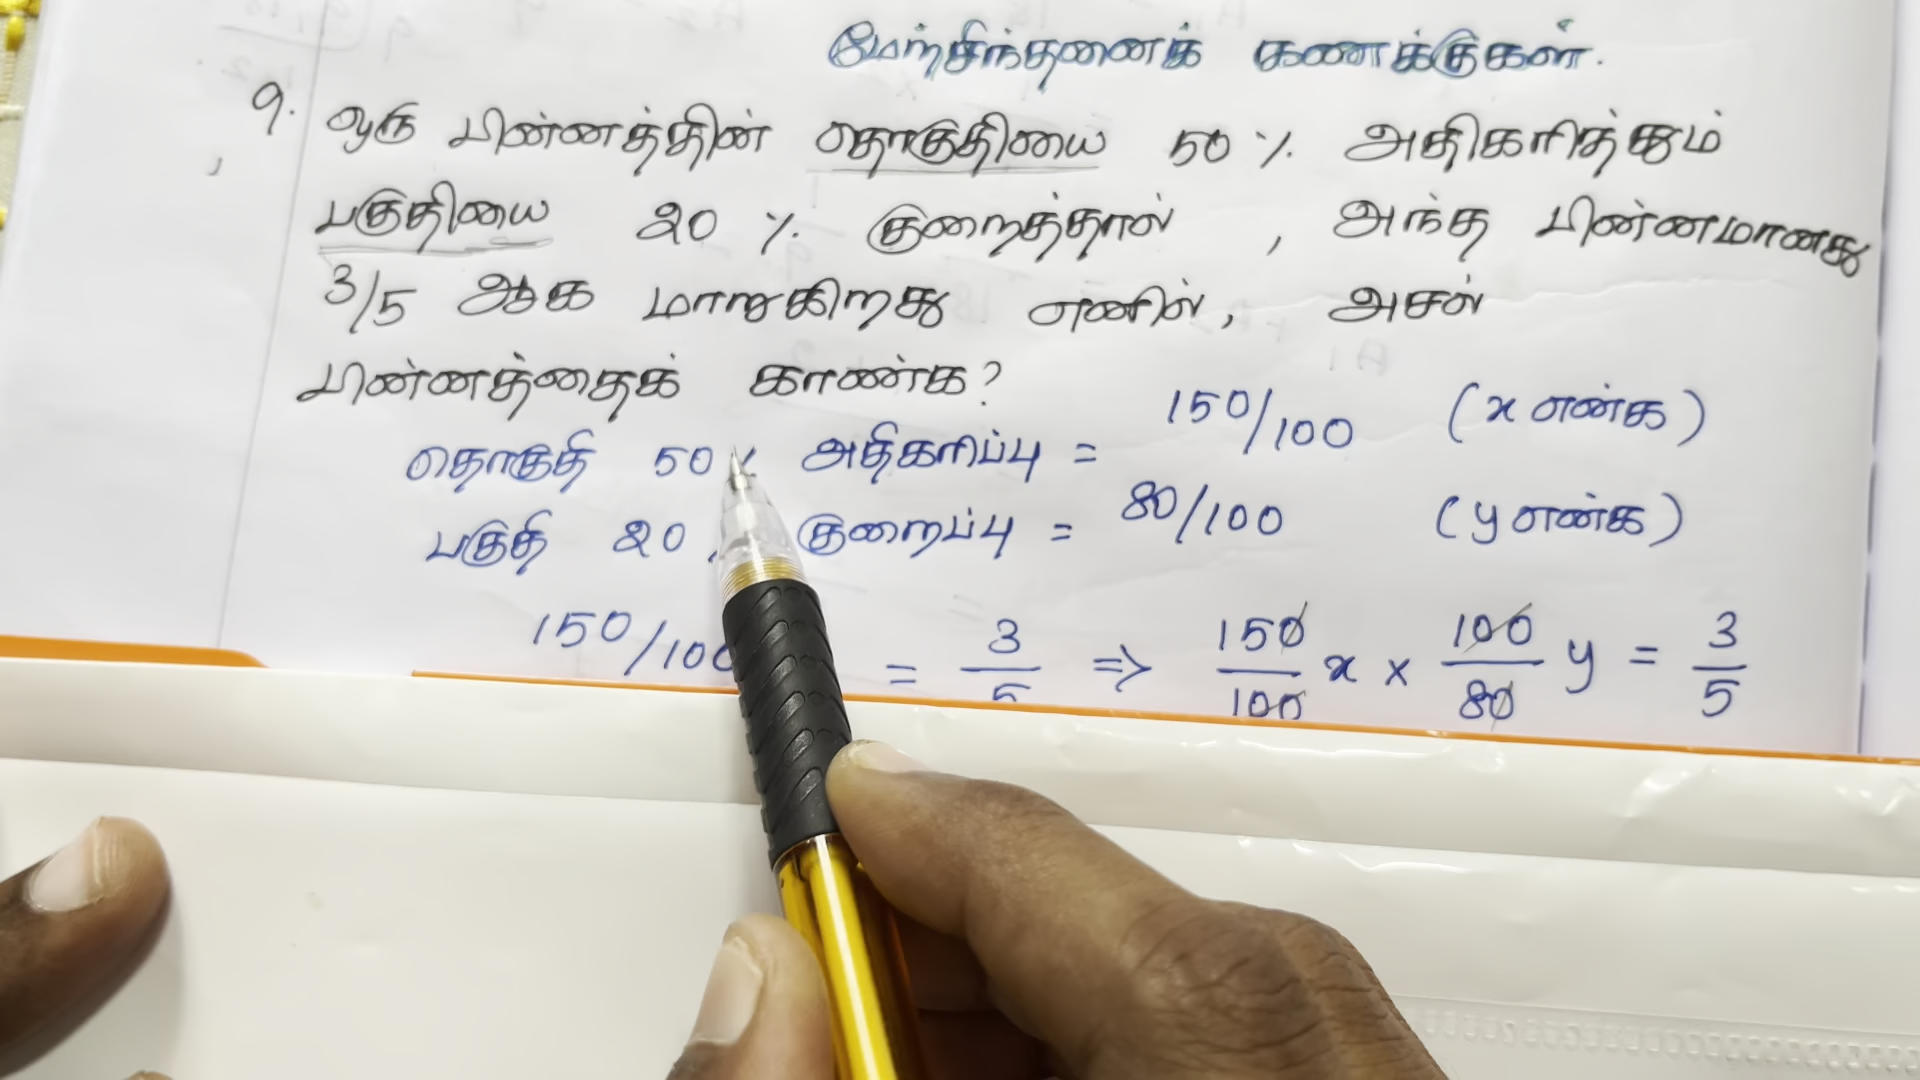 மேற்சிந்தனைக் கணக்குகள்.
9. ஒரு பின்னத்தின் தொகுதியை 50 % அதிகரித்தும்
பகுதியை 20 % குறைத்தால் , அந்த பின்னமானது
3/5 ஆக மாறுகிறது எனில், அசல்
பின்னத்தைக் காண்க?
தொகுதி 50% அதிகரிப்பு = 150/100 (x என்க)
பகுதி 20 குறைப்பு = 80/100 (y என்க)
150/100 = 3/5 => 150/100 x × 100/80 y = 3/5